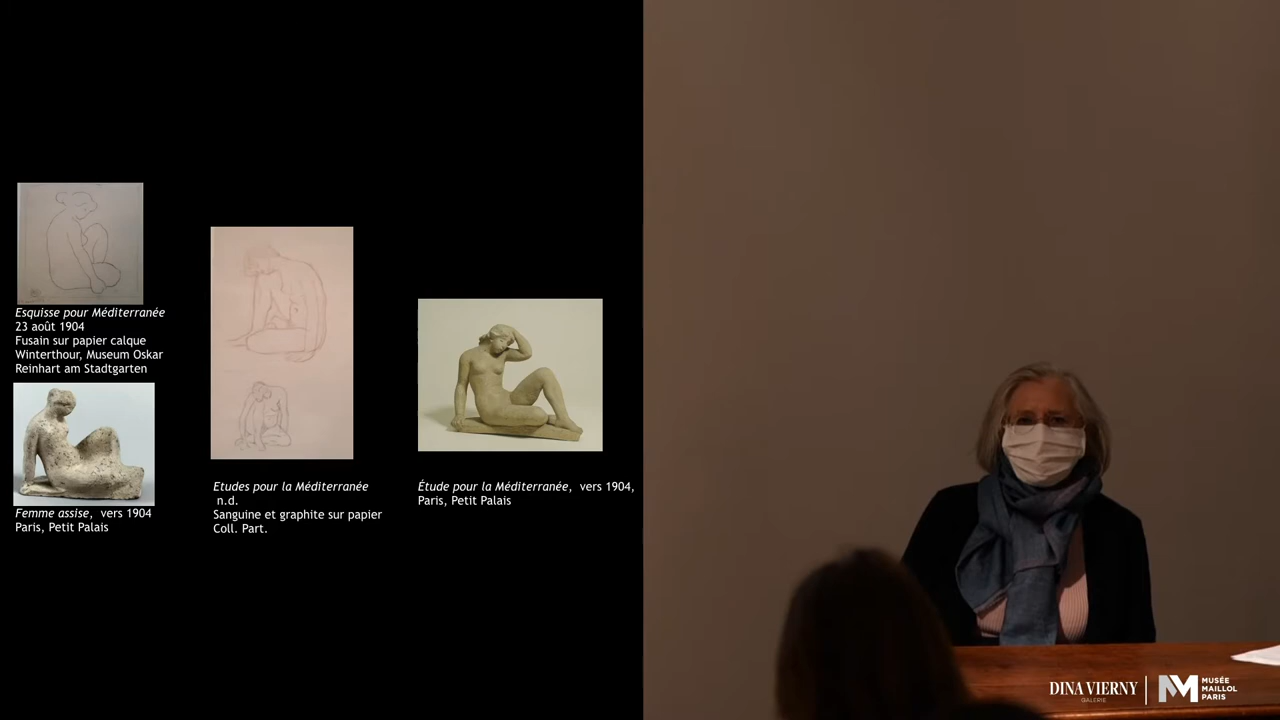 Esquisse pour Méditerranée
23 août 1904
Fusain sur papier calque
Winterthour, Museum Oskar
Reinhart am Stadtgarten
Femme assise, vers 1904
Paris, Petit Palais
Etudes pour la Méditerranée
n.d.
Sanguine et graphite sur papier
Coll. Part.
Étude pour la Méditerranée, vers 1904,
Paris, Petit Palais
DINA VIERNY
GALERIE
MUSÉE
MAILLOL
PARIS